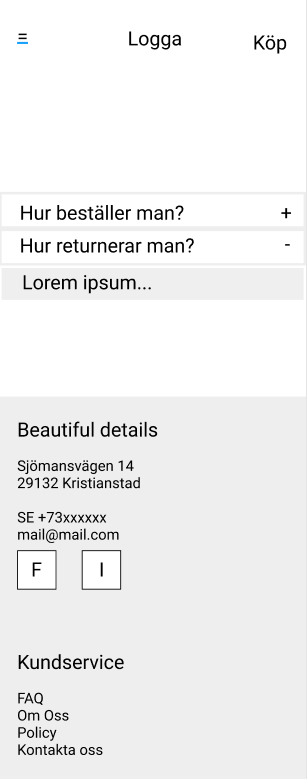 ≡
Logga
Köp
Hur beställer man? +
Hur returnerar man? -
Lorem ipsum...
Beautiful details
Sjömansvägen 14
29132 Kristianstad
SE +73xxxxxx
mail@mail.com
F I
Kundservice
FAQ
Om Oss
Policy
Kontakta oss